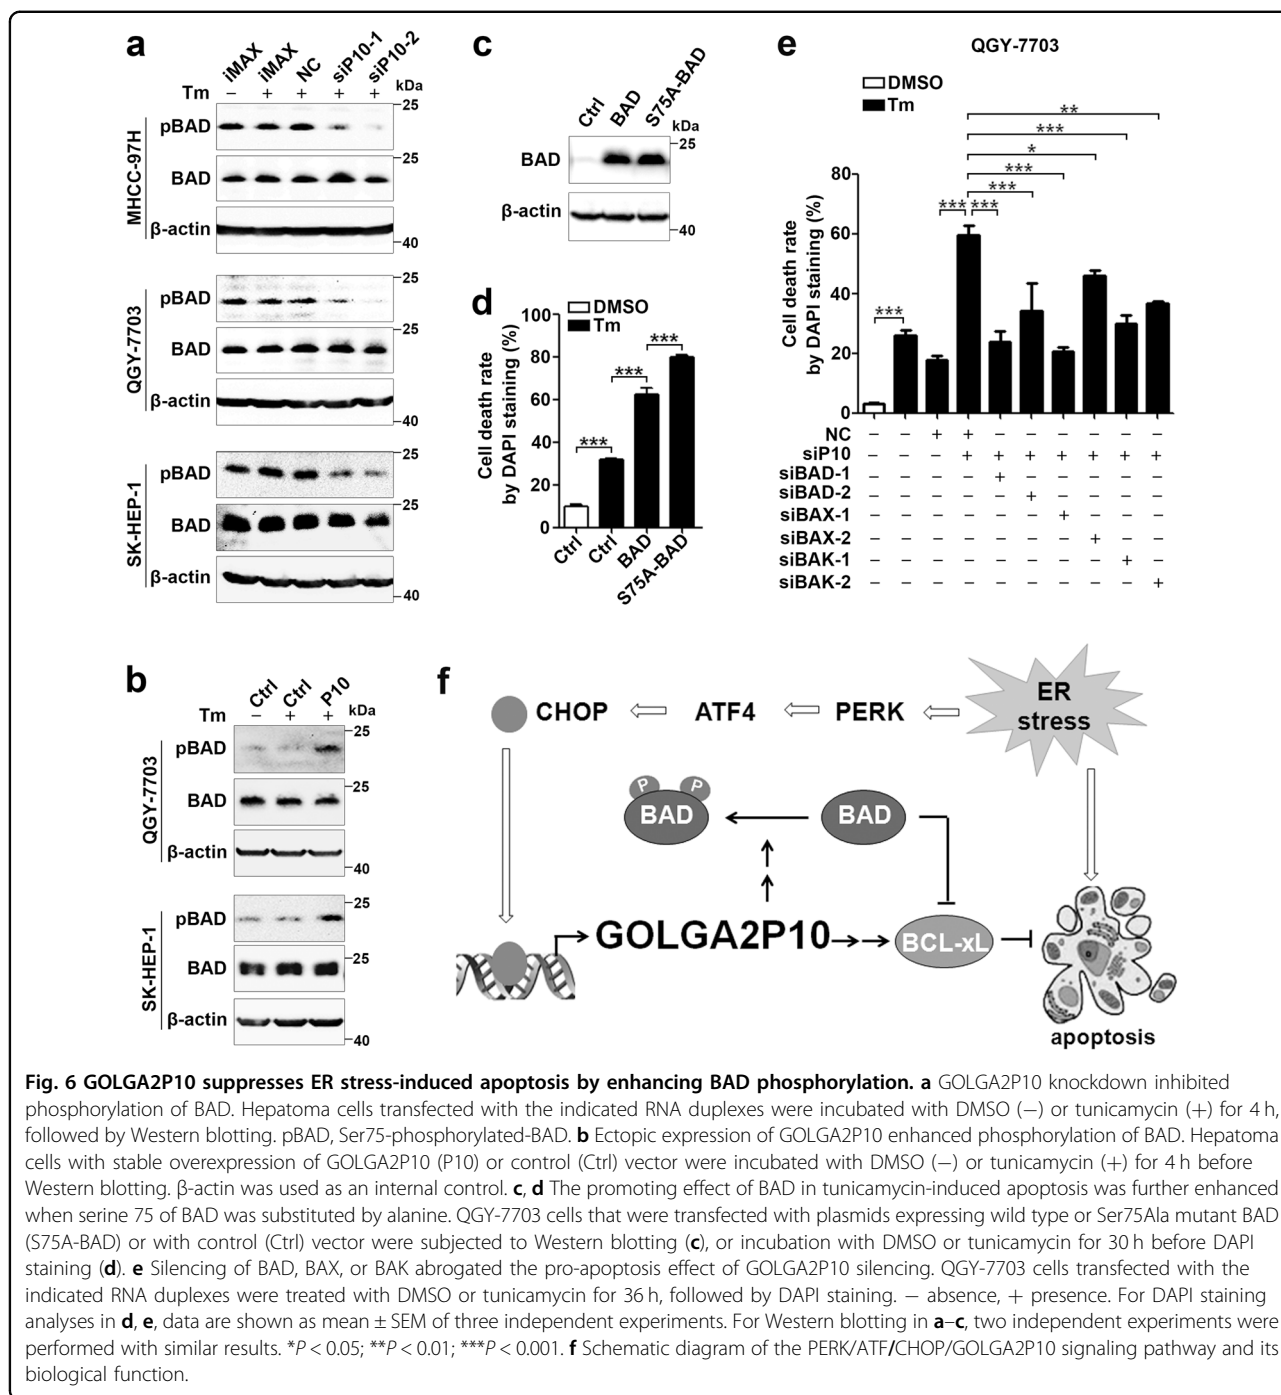 a
iMAX iMAX NC siP10-1 siP10-2
Tm − + + + + kDa
MHCC-97H
pBAD 25
BAD 25
β-actin 40
QGY-7703
pBAD 25
BAD 25
β-actin 40
SK-HEP-1
pBAD 25
BAD 25
β-actin 40
b
Ctrl Ctrl P10
Tm − + + kDa
QGY-7703
pBAD 25
BAD 25
β-actin 40
SK-HEP-1
pBAD 25
BAD 25
β-actin 40
c
Ctrl BAD S75A-BAD
kDa
BAD 25
β-actin 40
d
DMSO
Tm
Cell death rate
by DAPI staining (%)
100
80
60
40
20
0
*** *** ***
Ctrl Ctrl BAD S75A-BAD
e
QGY-7703
DMSO
Tm
Cell death rate
by DAPI staining (%)
80
60
40
20
0
**
***
*
***
***
*** ***
***
NC − − + + − − − − − −
siP10 − − − + + + + + + +
siBAD-1 − − − − + − − − − −
siBAD-2 − − − − − + − − − −
siBAX-1 − − − − − − + − − −
siBAX-2 − − − − − − − + − −
siBAK-1 − − − − − − − − + −
siBAK-2 − − − − − − − − − +
f
CHOP ATF4 PERK ER
stress
P P
BAD BAD
GOLGA2P10 BCL-xL
apoptosis
Fig. 6 GOLGA2P10 suppresses ER stress-induced apoptosis by enhancing BAD phosphorylation. a GOLGA2P10 knockdown inhibited
phosphorylation of BAD. Hepatoma cells transfected with the indicated RNA duplexes were incubated with DMSO (−) or tunicamycin (+) for 4 h,
followed by Western blotting. pBAD, Ser75-phosphorylated-BAD. b Ectopic expression of GOLGA2P10 enhanced phosphorylation of BAD. Hepatoma
cells with stable overexpression of GOLGA2P10 (P10) or control (Ctrl) vector were incubated with DMSO (−) or tunicamycin (+) for 4 h before
Western blotting. β-actin was used as an internal control. c, d The promoting effect of BAD in tunicamycin-induced apoptosis was further enhanced
when serine 75 of BAD was substituted by alanine. QGY-7703 cells that were transfected with plasmids expressing wild type or Ser75Ala mutant BAD
(S75A-BAD) or with control (Ctrl) vector were subjected to Western blotting (c), or incubation with DMSO or tunicamycin for 30 h before DAPI
staining (d). e Silencing of BAD, BAX, or BAK abrogated the pro-apoptosis effect of GOLGA2P10 silencing. QGY-7703 cells transfected with the
indicated RNA duplexes were treated with DMSO or tunicamycin for 36 h, followed by DAPI staining. − absence, + presence. For DAPI staining
analyses in d, e, data are shown as mean ± SEM of three independent experiments. For Western blotting in a–c, two independent experiments were
performed with similar results. *P < 0.05; **P < 0.01; ***P < 0.001. f Schematic diagram of the PERK/ATF/CHOP/GOLGA2P10 signaling pathway and its
biological function.